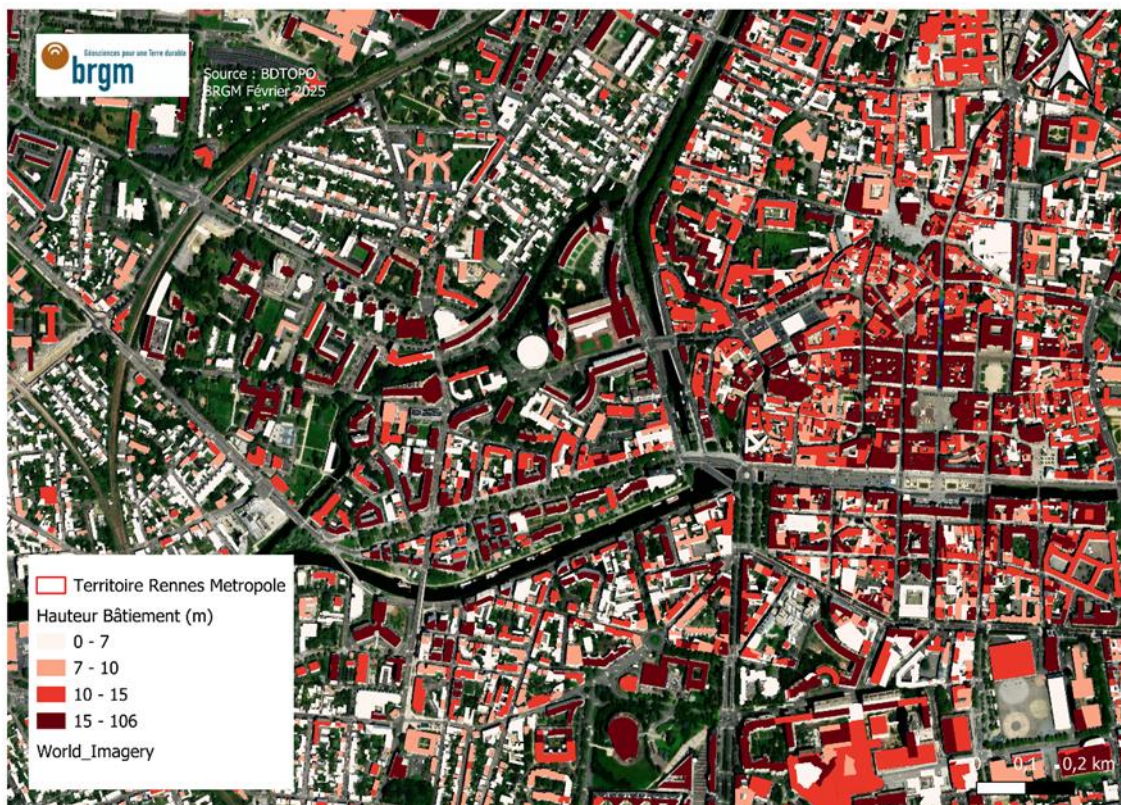 Géosciences pour une Terre durable
brgm
Source : BDTOPO
BRGM Février 2025
Territoire Rennes Metropole
Hauteur Bâtiement (m)
0 - 7
7 - 10
10 - 15
15 - 106
World_Imagery
0 0,1 0,2 km